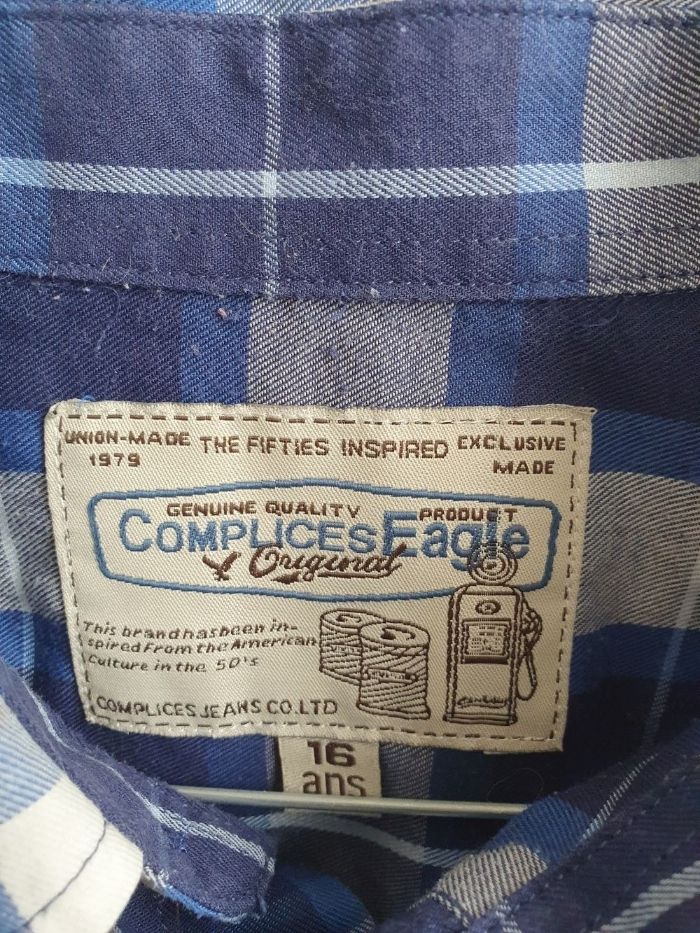 UNION-MADE THE FIFTIES INSPIRED EXCLUSIVE
1979 MADE
GENUINE QUALITY PRODUCT
COMPLICES Eagle
Original
This brand has been in-
spired From the American
Culture in the 50's
COMPLICES JEANS CO.LTD
16
ans